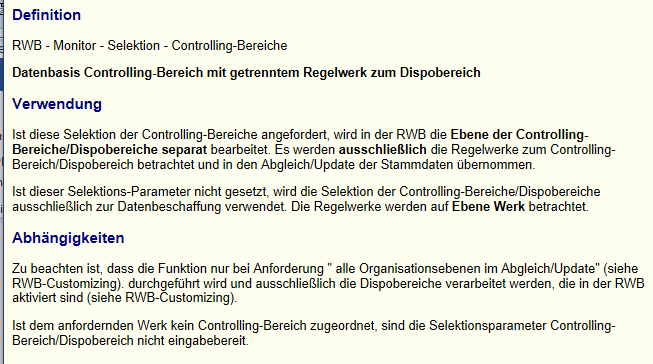 Definition
RWB - Monitor - Selektion - Controlling-Bereiche
Datenbasis Controlling-Bereich mit getrenntem Regelwerk zum Dispobereich
Verwendung
Ist diese Selektion der Controlling-Bereiche angefordert, wird in der RWB die Ebene der Controlling-
Bereiche/Dispobereiche separat bearbeitet. Es werden ausschließlich die Regelwerke zum Controlling-
Bereich/Dispobereich betrachtet und in den Abgleich/Update der Stammdaten übernommen.
Ist dieser Selektions-Parameter nicht gesetzt, wird die Selektion der Controlling-Bereiche/Dispobereiche
ausschließlich zur Datenbeschaffung verwendet. Die Regelwerke werden auf Ebene Werk betrachtet.
Abhängigkeiten
Zu beachten ist, dass die Funktion nur bei Anforderung " alle Organisationsebenen im Abgleich/Update" (siehe
RWB-Customizing). durchgeführt wird und ausschließlich die Dispobereiche verarbeitet werden, die in der RWB
aktiviert sind (siehe RWB-Customizing).
Ist dem anfordernden Werk kein Controlling-Bereich zugeordnet, sind die Selektionsparameter Controlling-
Bereich/Dispobereich nicht eingabebereit.